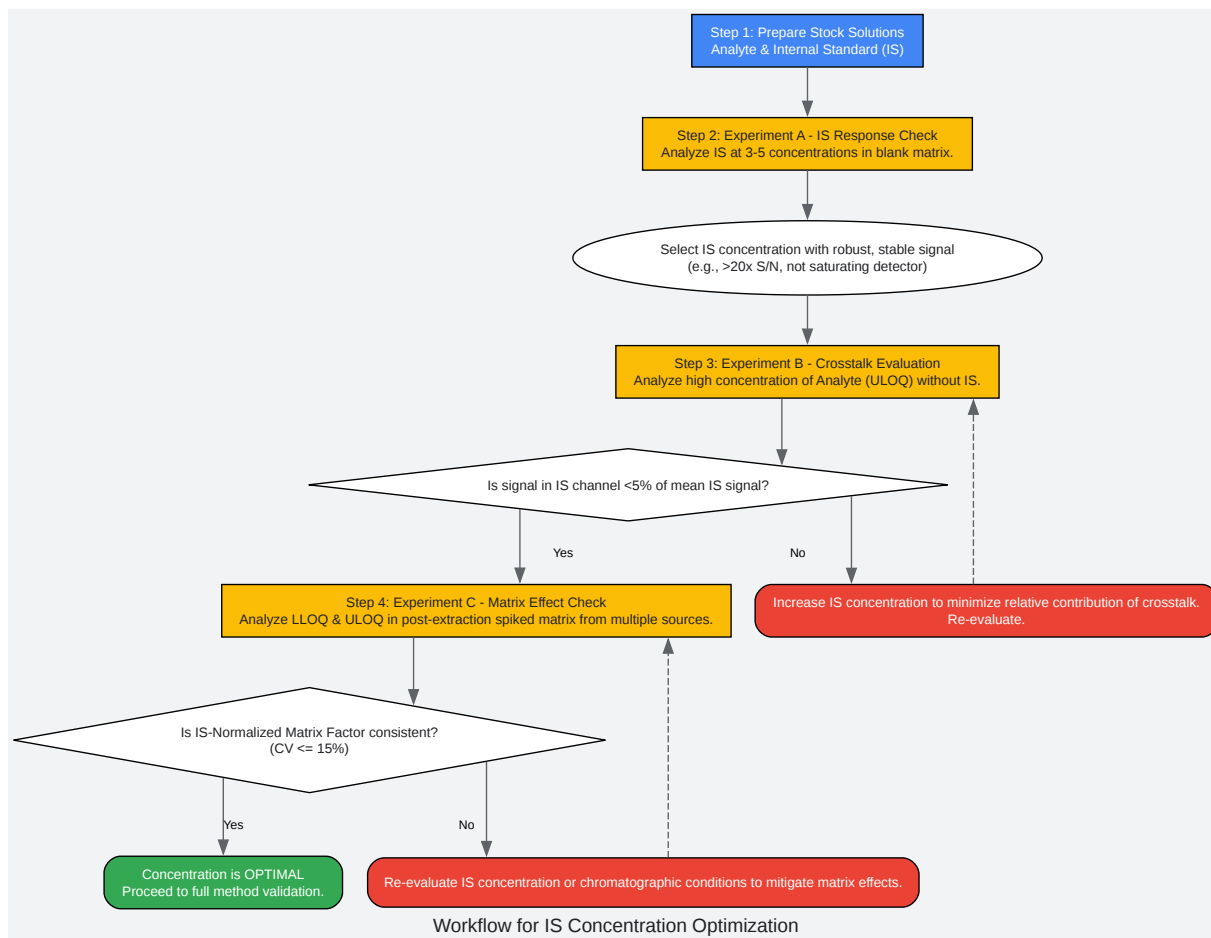 Step 1: Prepare Stock Solutions
Analyte & Internal Standard (IS)
Step 2: Experiment A - IS Response Check
Analyze IS at 3-5 concentrations in blank matrix.
Select IS concentration with robust, stable signal
(e.g., >20x S/N, not saturating detector)
Step 3: Experiment B - Crosstalk Evaluation
Analyze high concentration of Analyte (ULOQ) without IS.
Is signal in IS channel <5% of mean IS signal?
Yes
No
Step 4: Experiment C - Matrix Effect Check
Analyze LLOQ & ULOQ in post-extraction spiked matrix from multiple sources.
Increase IS concentration to minimize relative contribution of crosstalk.
Re-evaluate.
Is IS-Normalized Matrix Factor consistent?
(CV <= 15%)
Yes
No
Concentration is OPTIMAL
Proceed to full method validation.
Re-evaluate IS concentration or chromatographic conditions to mitigate matrix effects.
Workflow for IS Concentration Optimization